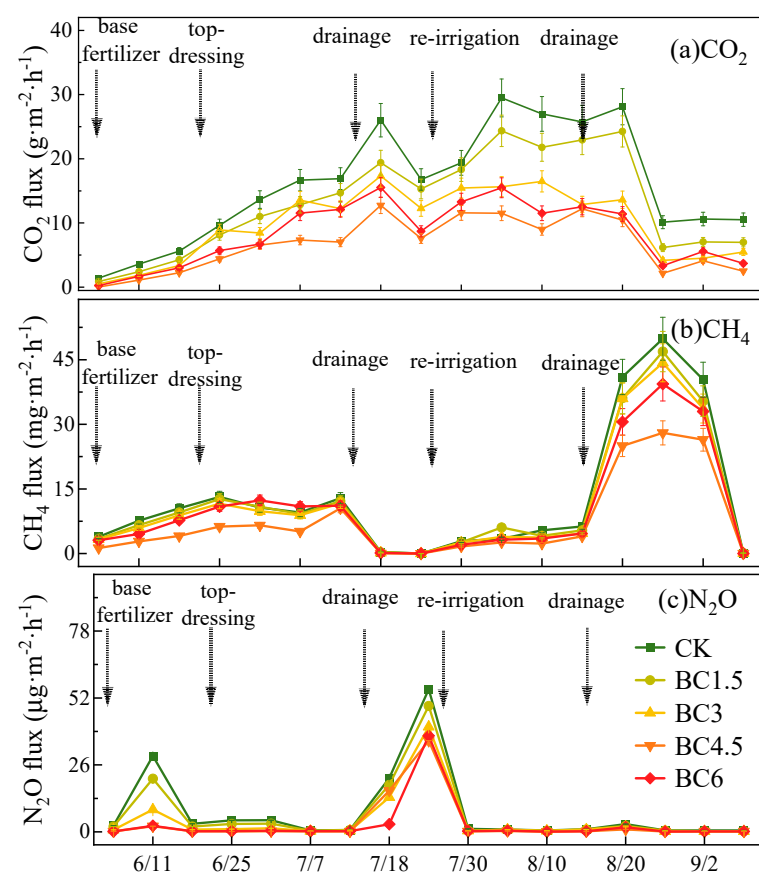 40
30
20
10
0
CO₂ flux (g·m⁻²·h⁻¹)
base
fertilizer
top-
dressing
drainage
re-irrigation
drainage
(a)CO₂
45
30
15
0
CH₄ flux (mg·m⁻²·h⁻¹)
base
fertilizer
top-
dressing
drainage
re-irrigation
drainage
(b)CH₄
78
52
26
0
N₂O flux (μg·m⁻²·h⁻¹)
base
fertilizer
top-
dressing
drainage
re-irrigation
drainage
(c)N₂O
CK
BC1.5
BC3
BC4.5
BC6
6/11 6/25 7/7 7/18 7/30 8/10 8/20 9/2